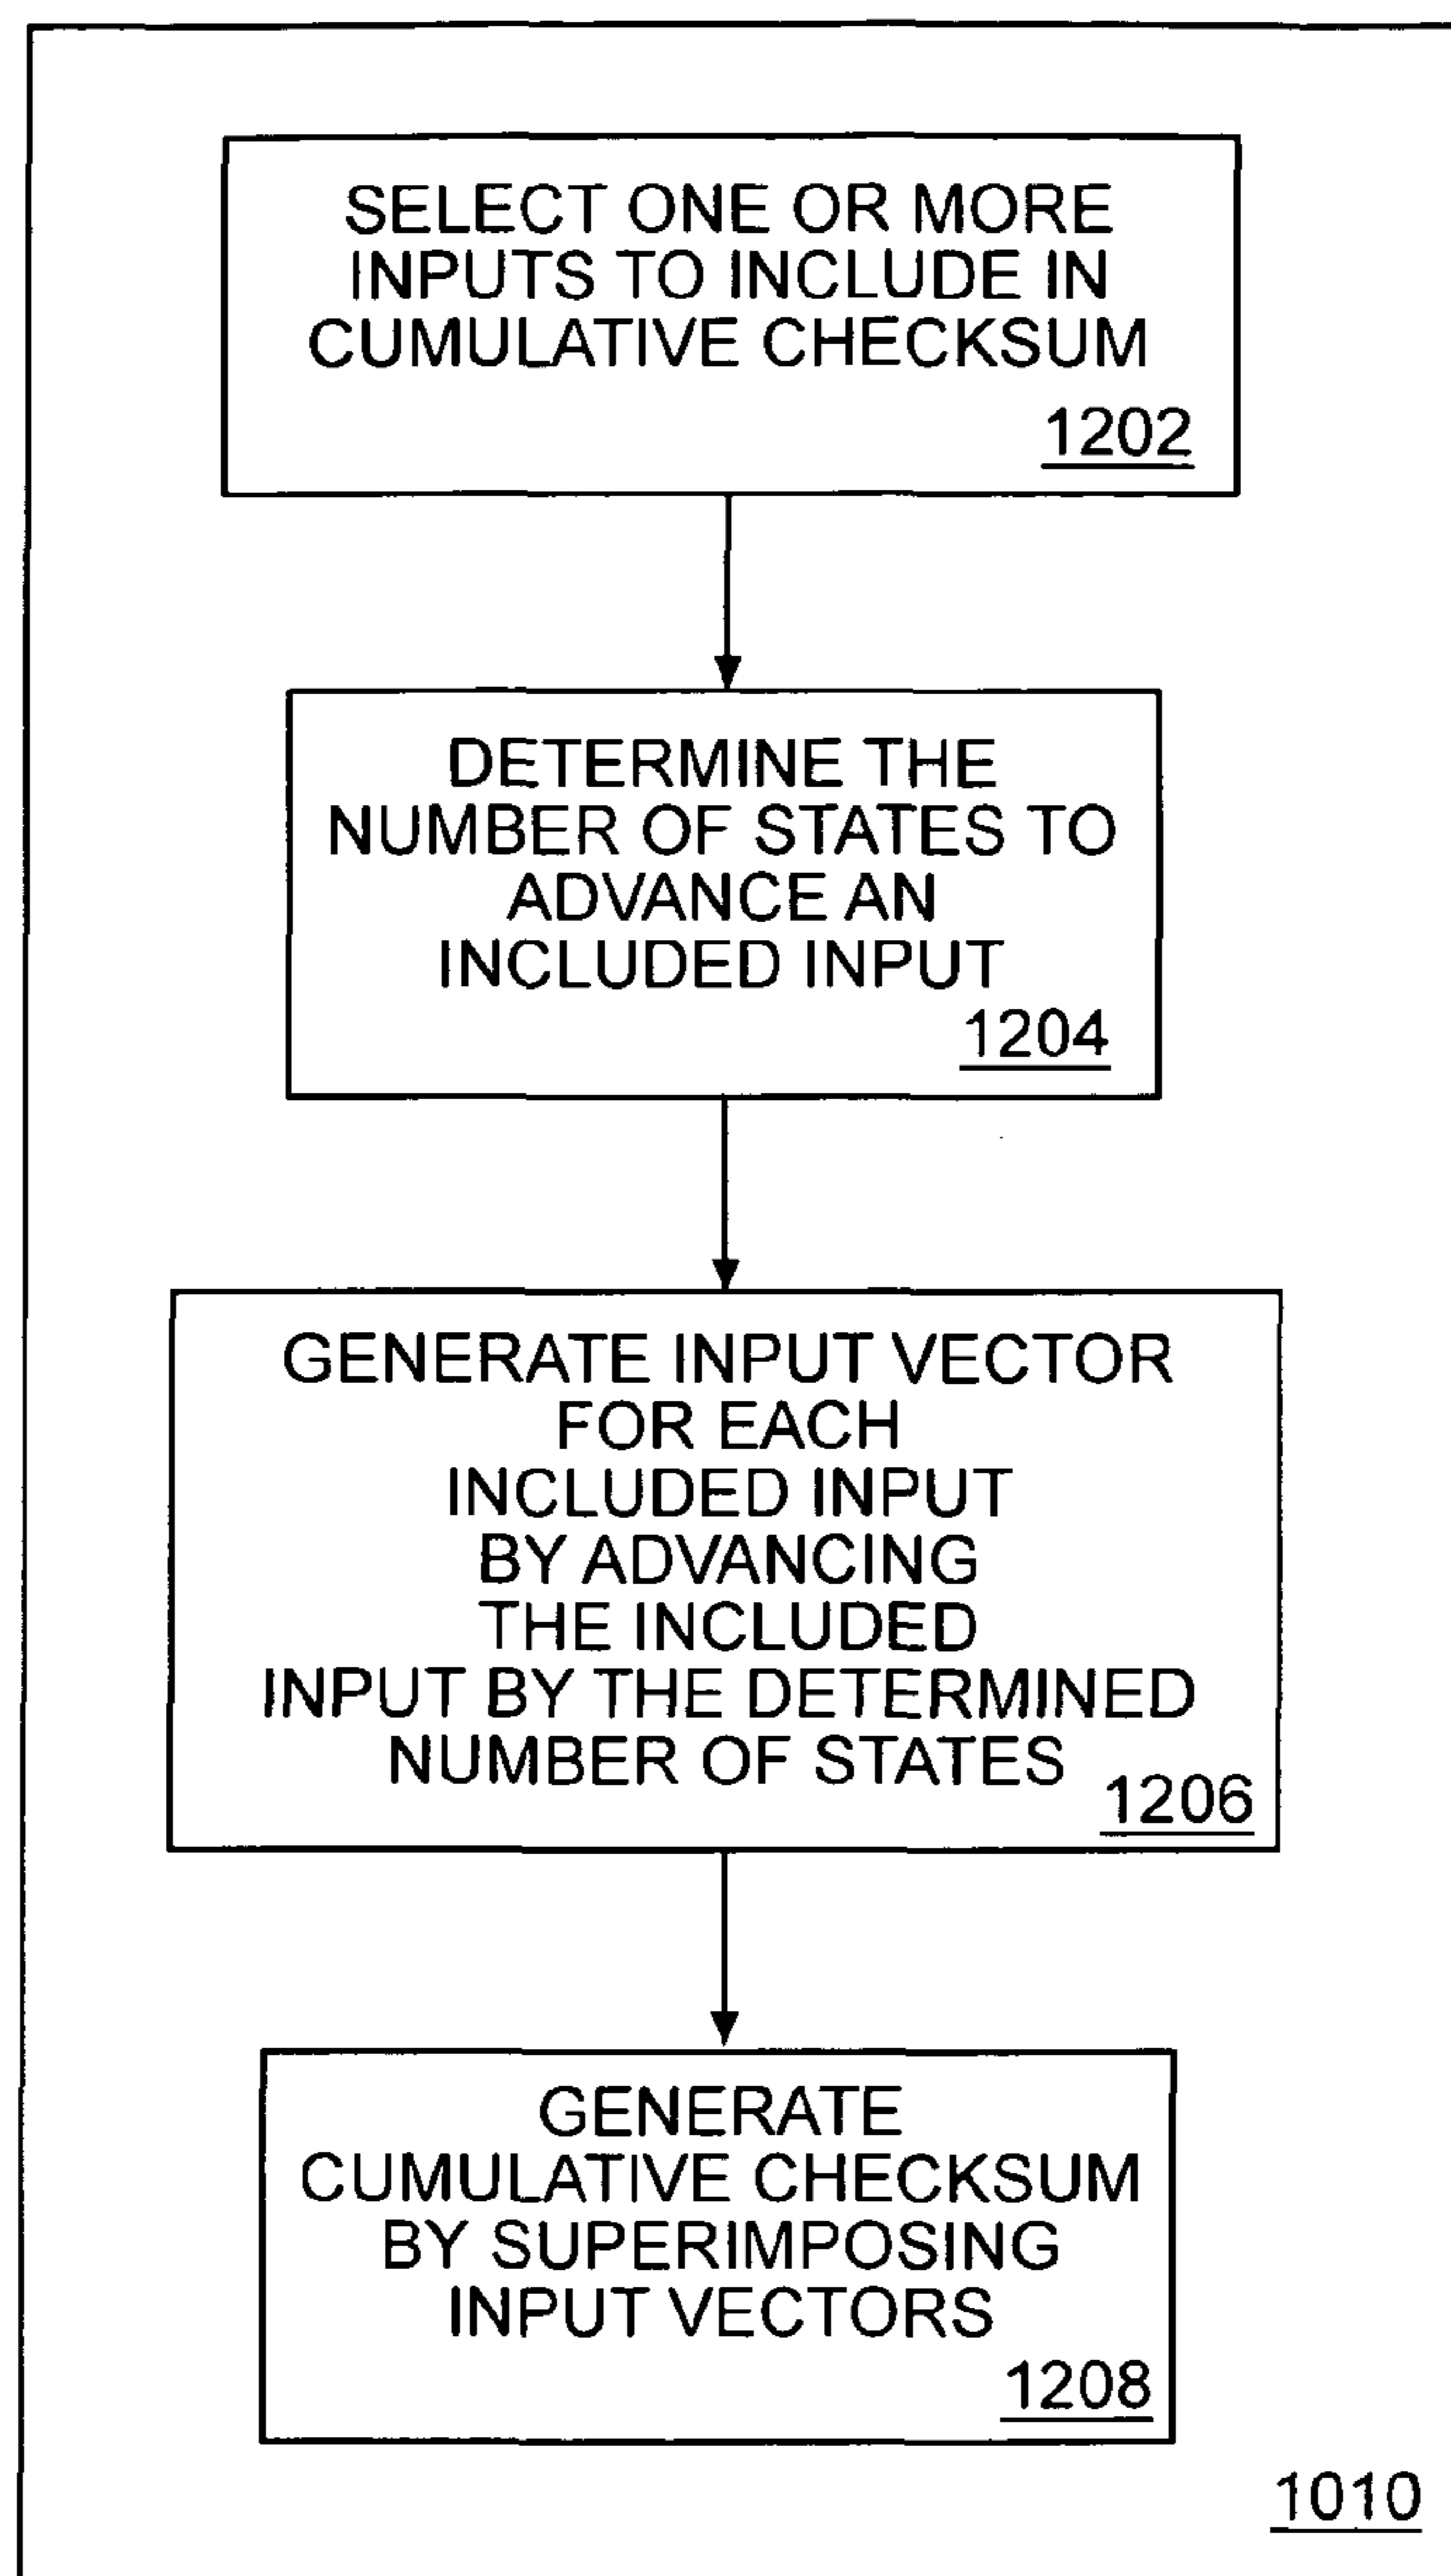 SELECT ONE OR MORE
INPUTS TO INCLUDE IN
CUMULATIVE CHECKSUM
1202
DETERMINE THE
NUMBER OF STATES TO
ADVANCE AN
INCLUDED INPUT
1204
GENERATE INPUT VECTOR
FOR EACH
INCLUDED INPUT
BY ADVANCING
THE INCLUDED
INPUT BY THE DETERMINED
NUMBER OF STATES
1206
GENERATE
CUMULATIVE CHECKSUM
BY SUPERIMPOSING
INPUT VECTORS
1208
1010